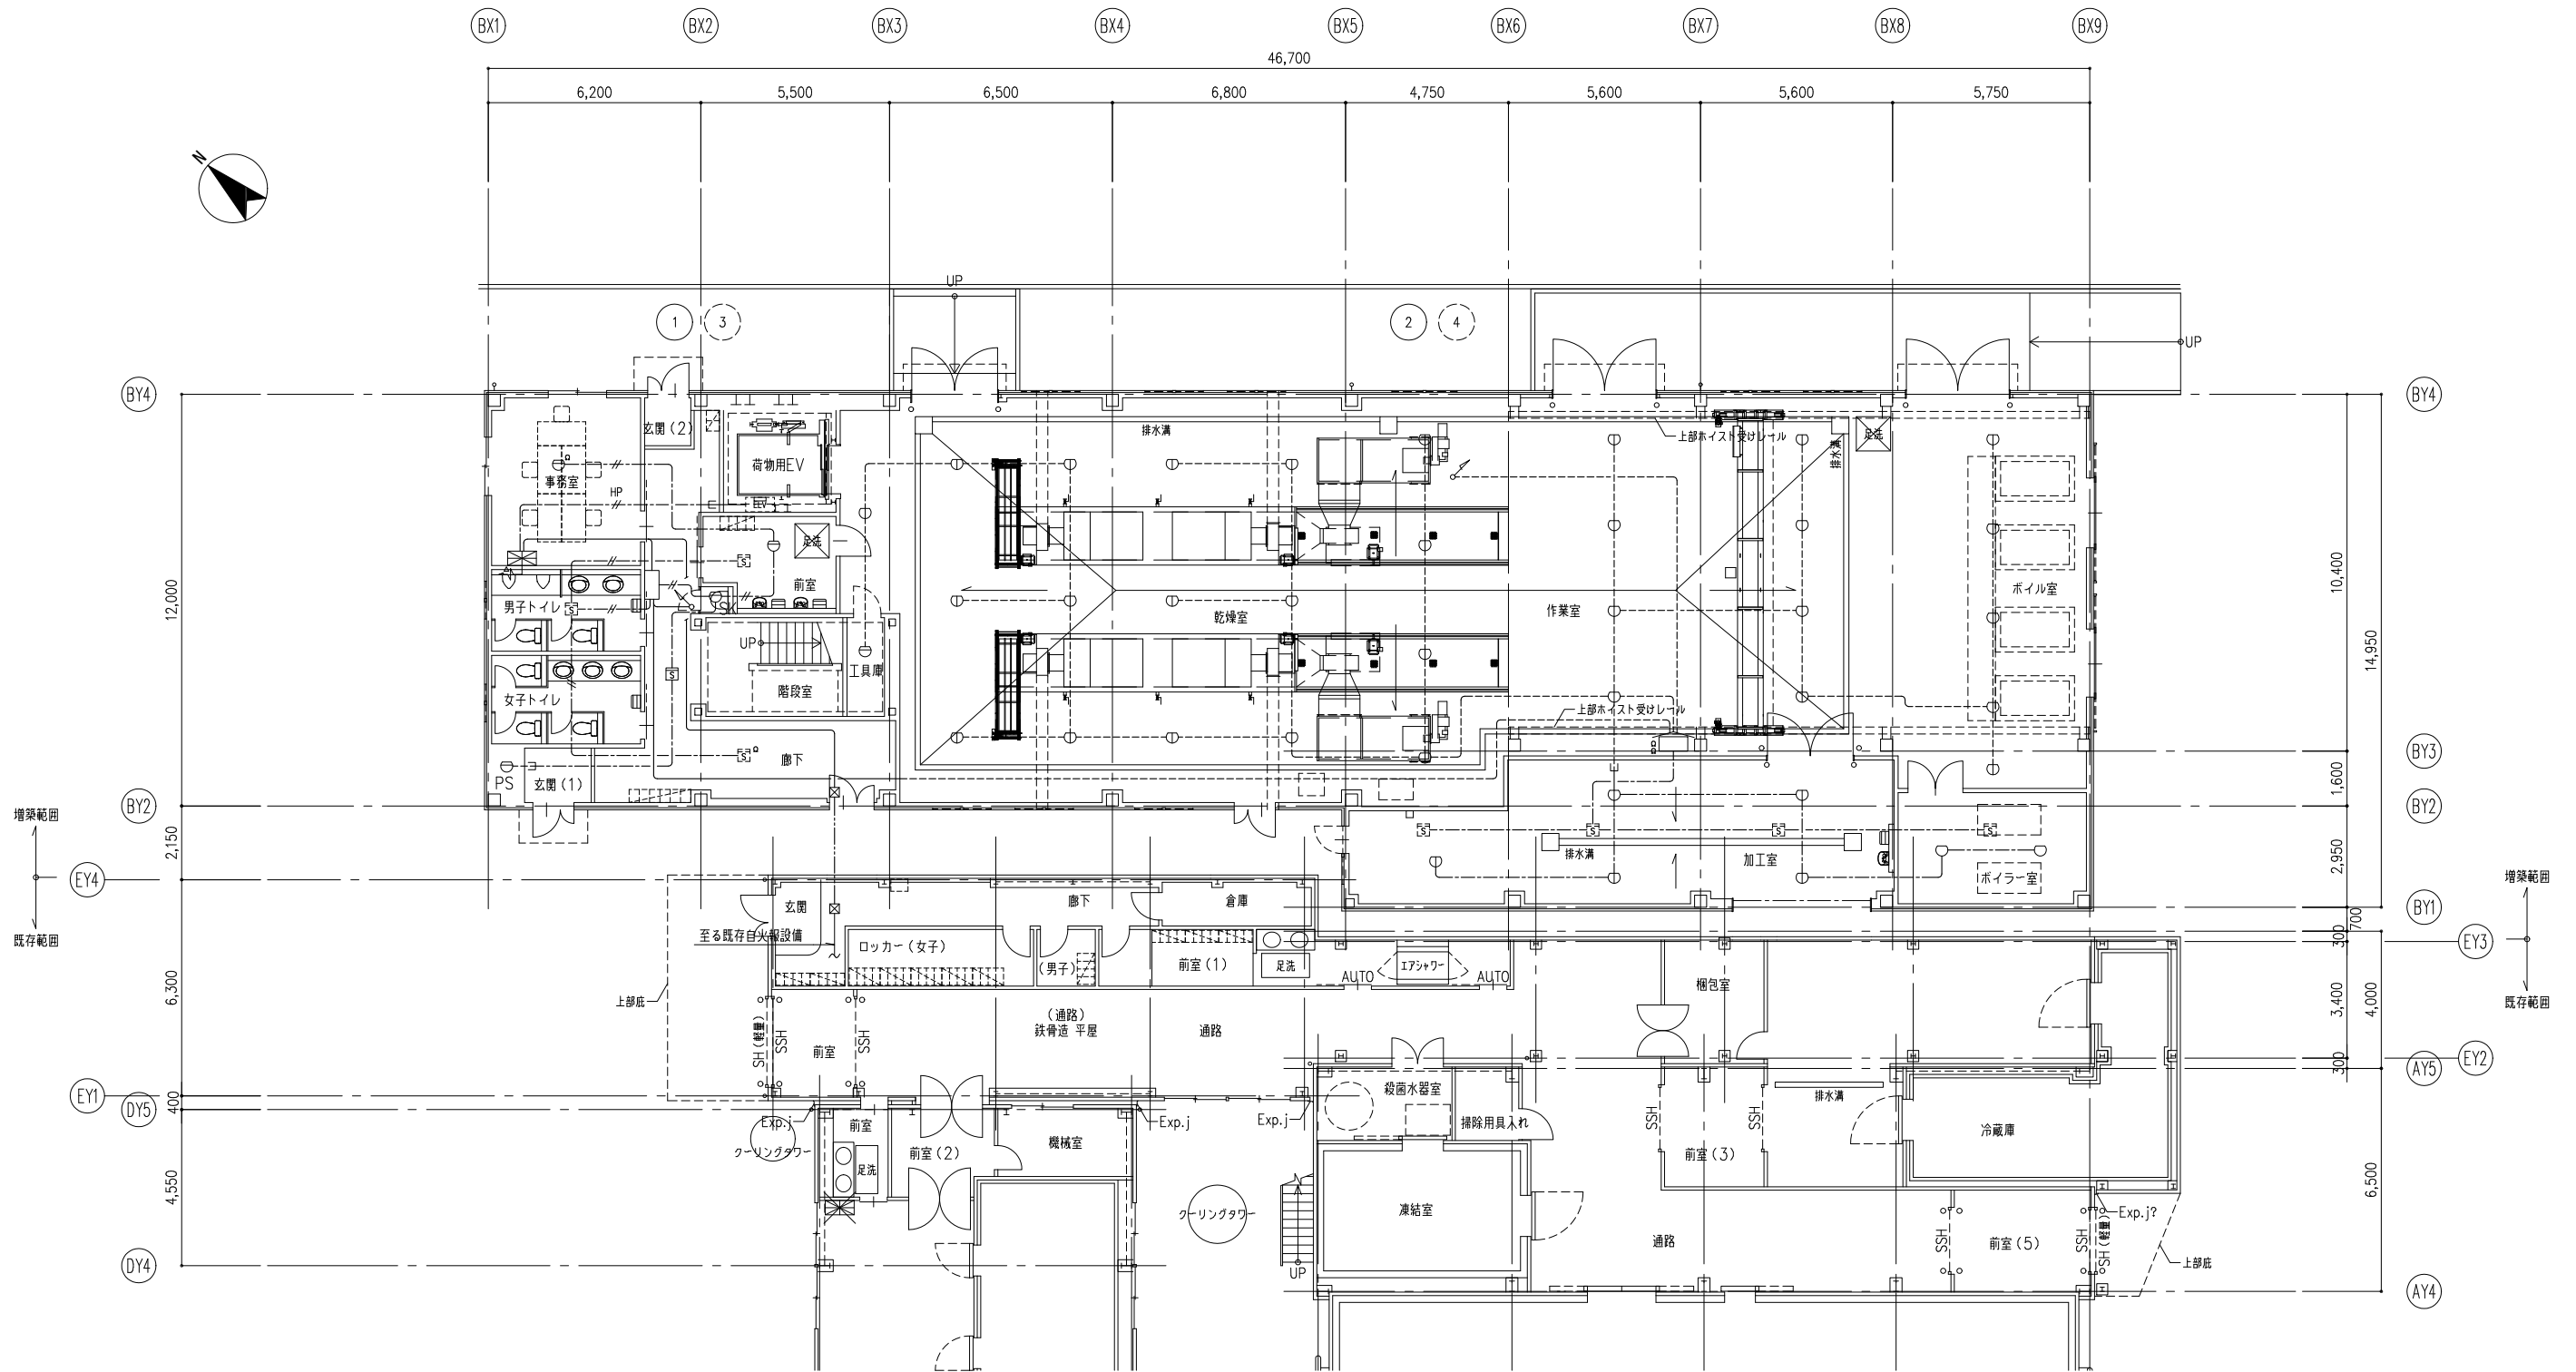 BX1 BX2 BX3 BX4 BX5 BX6 BX7 BX8 BX9
46,700
6,200 5,500 6,500 6,800 4,750 5,600 5,600 5,750
N
UP
1 3 2 4
UP
BY4 BY4
玄関(2)
排水溝
上部ホイスト受けレール
排水溝
足洗
荷物用EV
事務室
HP
EV
足洗
S
前室
男子トイレ
S
SK
12,000
10,400
14,950
ボイル室
作業室
乾燥室
UP
工具庫
S
階段室
女子トイレ
上部ホイスト受けレール
S
廊下
BY3
PS
玄関(1)
1,600
BY2 BY2
増築範囲
2,150
S S S S
排水溝
加工室
2,950
ボイラー室
EY4
増築範囲
既存範囲
玄関
廊下
倉庫
BY1
700
至る既存自火報設備
ロッカー(女子)
(男子)
前室(1)
足洗
エアシャワー
AUTO AUTO
300
EY3
6,300
上部庇
梱包室
3,400
4,000
既存範囲
SH(軽量)
SSH
前室
SSH
(通路)
鉄骨造 平屋
通路
300
EY2
AY5
EY1
400
DY5
殺菌水器室
排水溝
Exp.j
前室
Exp.j
Exp.j
掃除用具入れ
SSH
SSH
冷蔵庫
クーリングタワー
機械室
前室(2)
前室(3)
足洗
4,550
6,500
クーリングタワー
凍結室
Exp.j?
通路
SSH
前室(5)
SSH
SH(軽量)
DY4
UP
上部庇
AY4